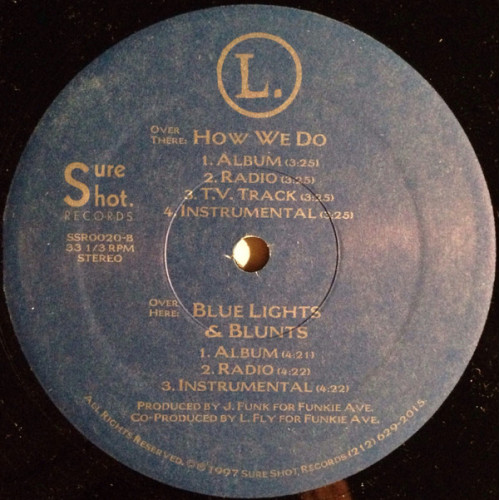 L.
Over There: How We Do
1. Album (3:25)
2. Radio (3:25)
3. T.V. Track (3:25)
4. Instrumental (3:25)
Sure
Shot.
RECORDS
SSR0020-B
33 1/3 RPM
STEREO
Over Here: Blue Lights
& Blunts
1. Album (4:21)
2. Radio (4:22)
3. Instrumental (4:22)
Produced by J. Funk for Funkie Ave.
Co-Produced by L. Fly for Funkie Ave.
All Rights Reserved. ℗© 1997 Sure Shot Records (212) 629-2015